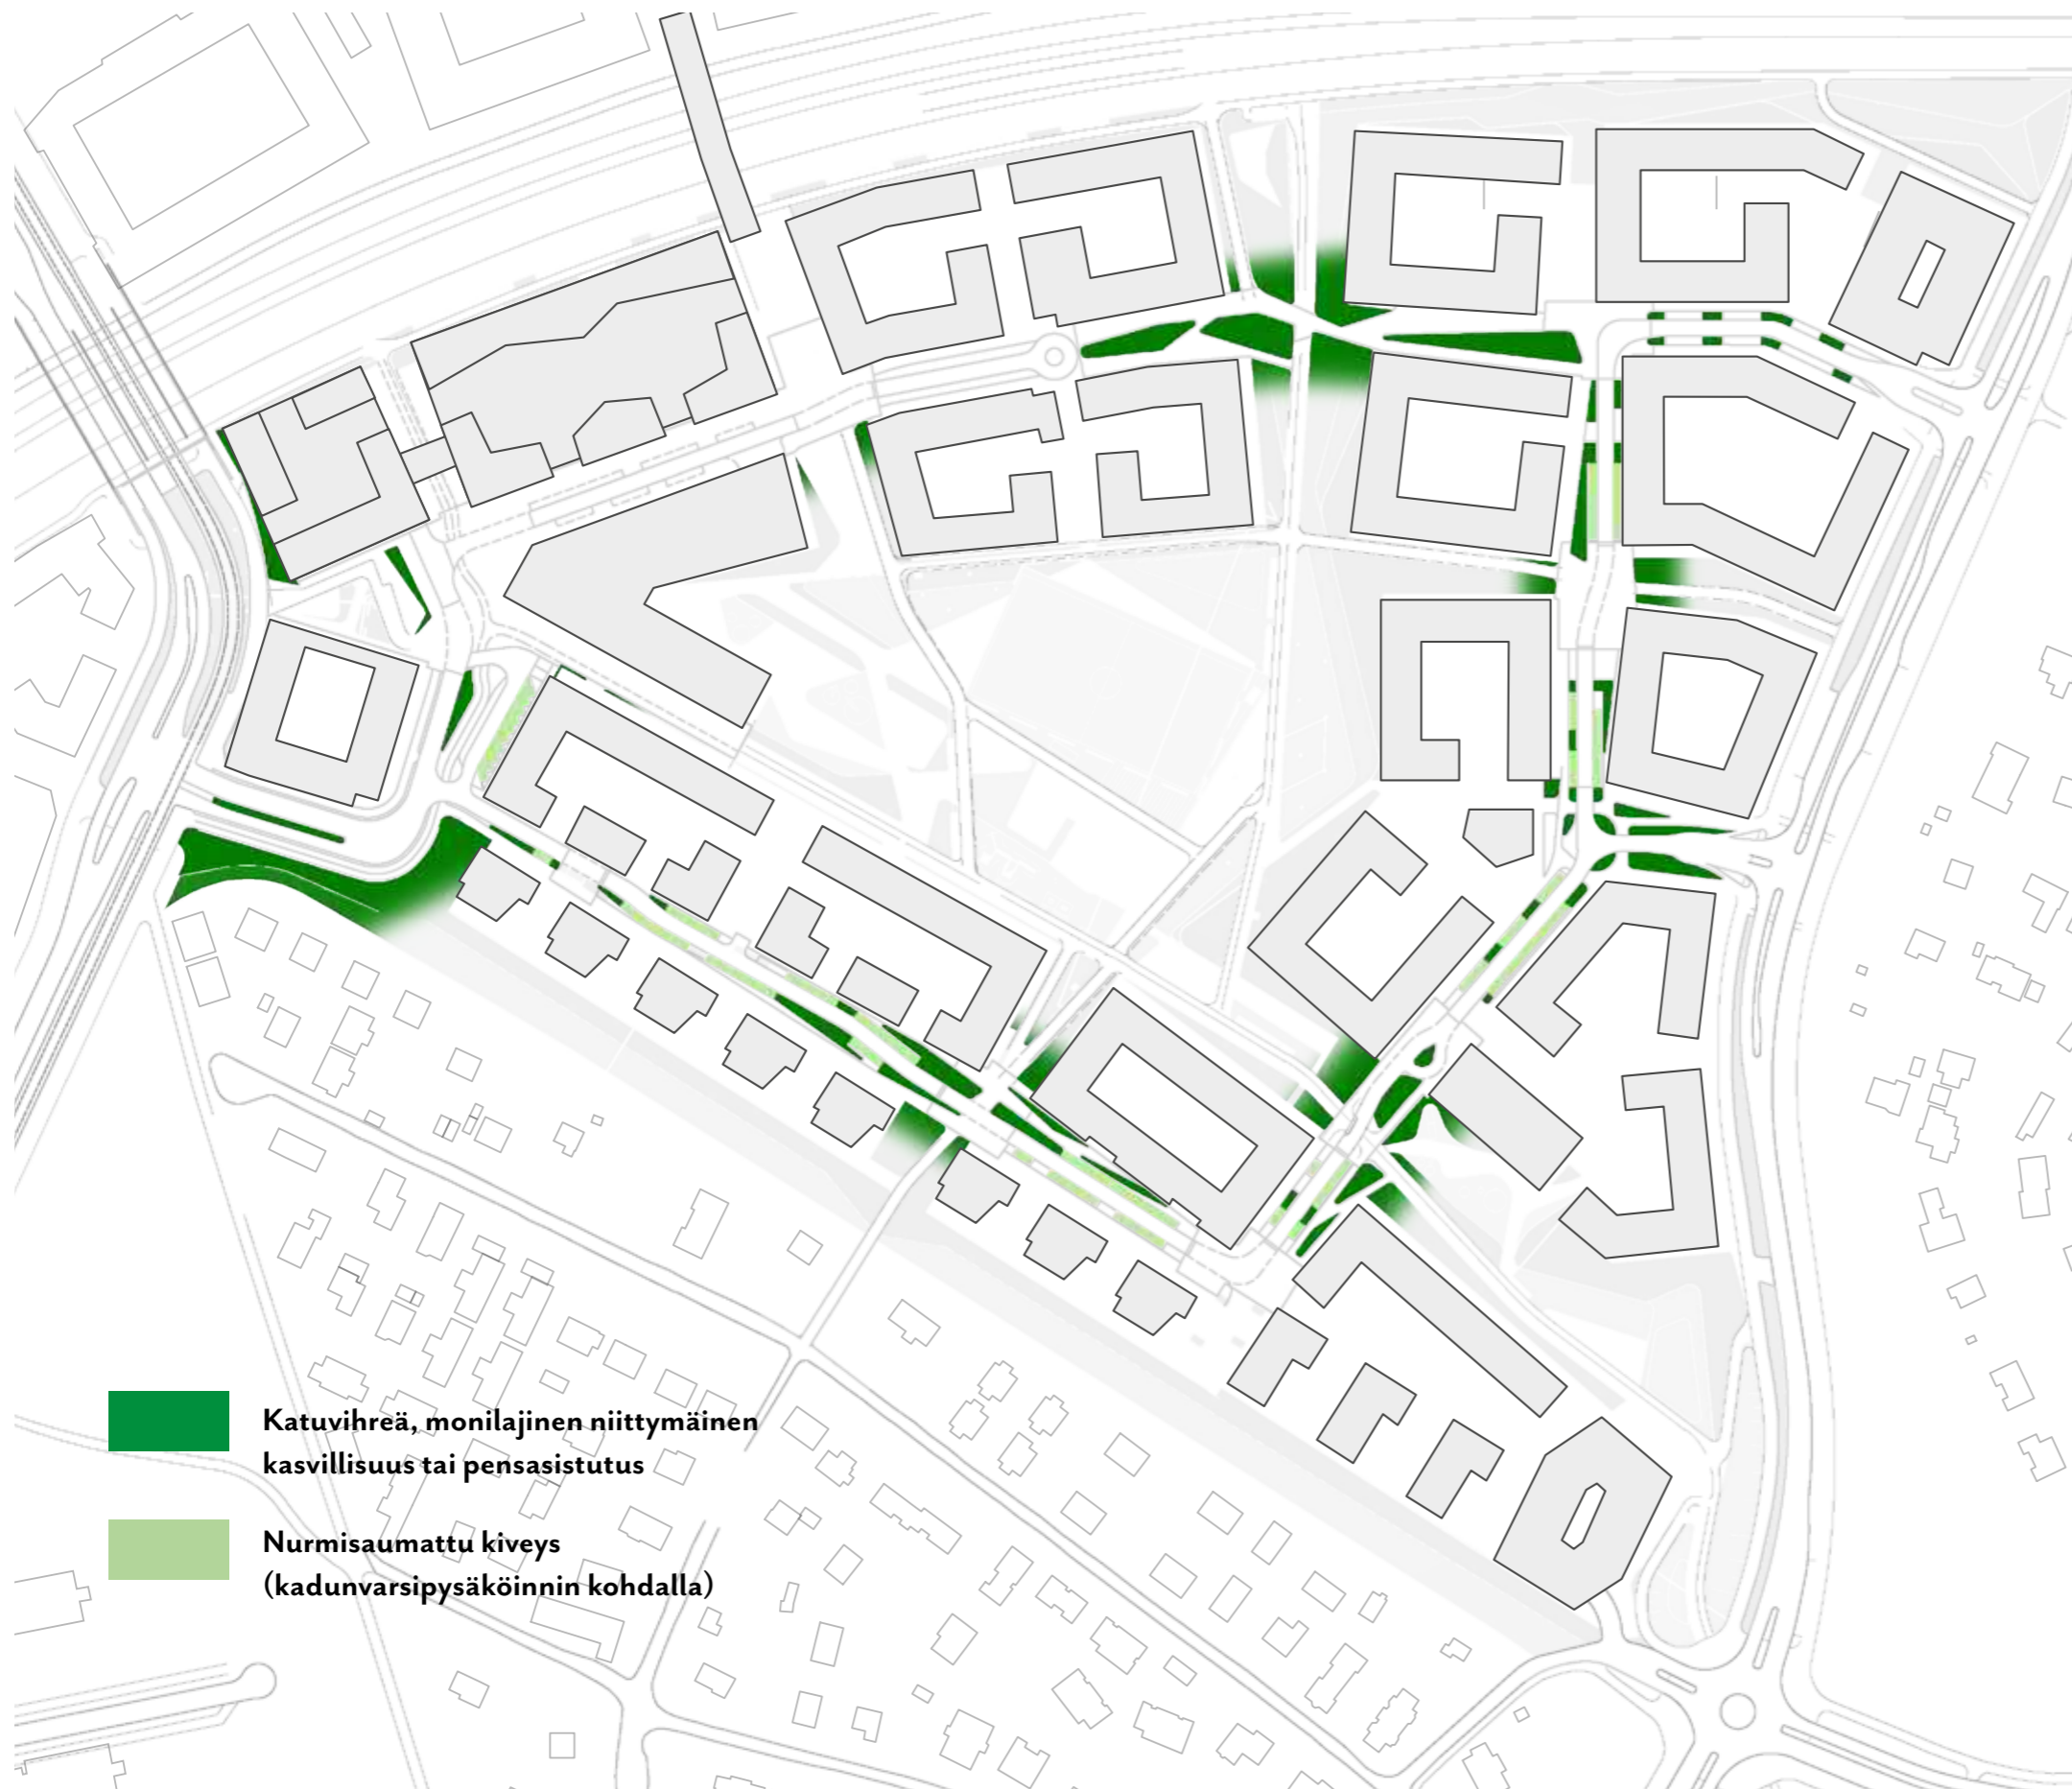 Katuvihreä, monilajinen niittymäinen
kasvillisuus tai pensasistutus
Nurmisaumattu kiveys
(kadunvarsipysäköinnin kohdalla)